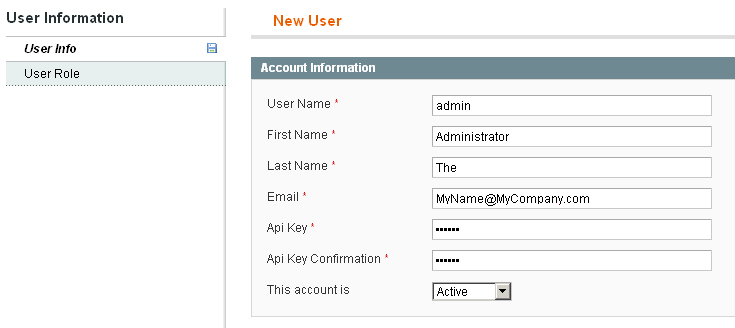 User Information
User Info
User Role
New User
Account Information
User Name * admin
First Name * Administrator
Last Name * The
Email * MyName@MyCompany.com
Api Key * ••••••
Api Key Confirmation * ••••••
This account is Active